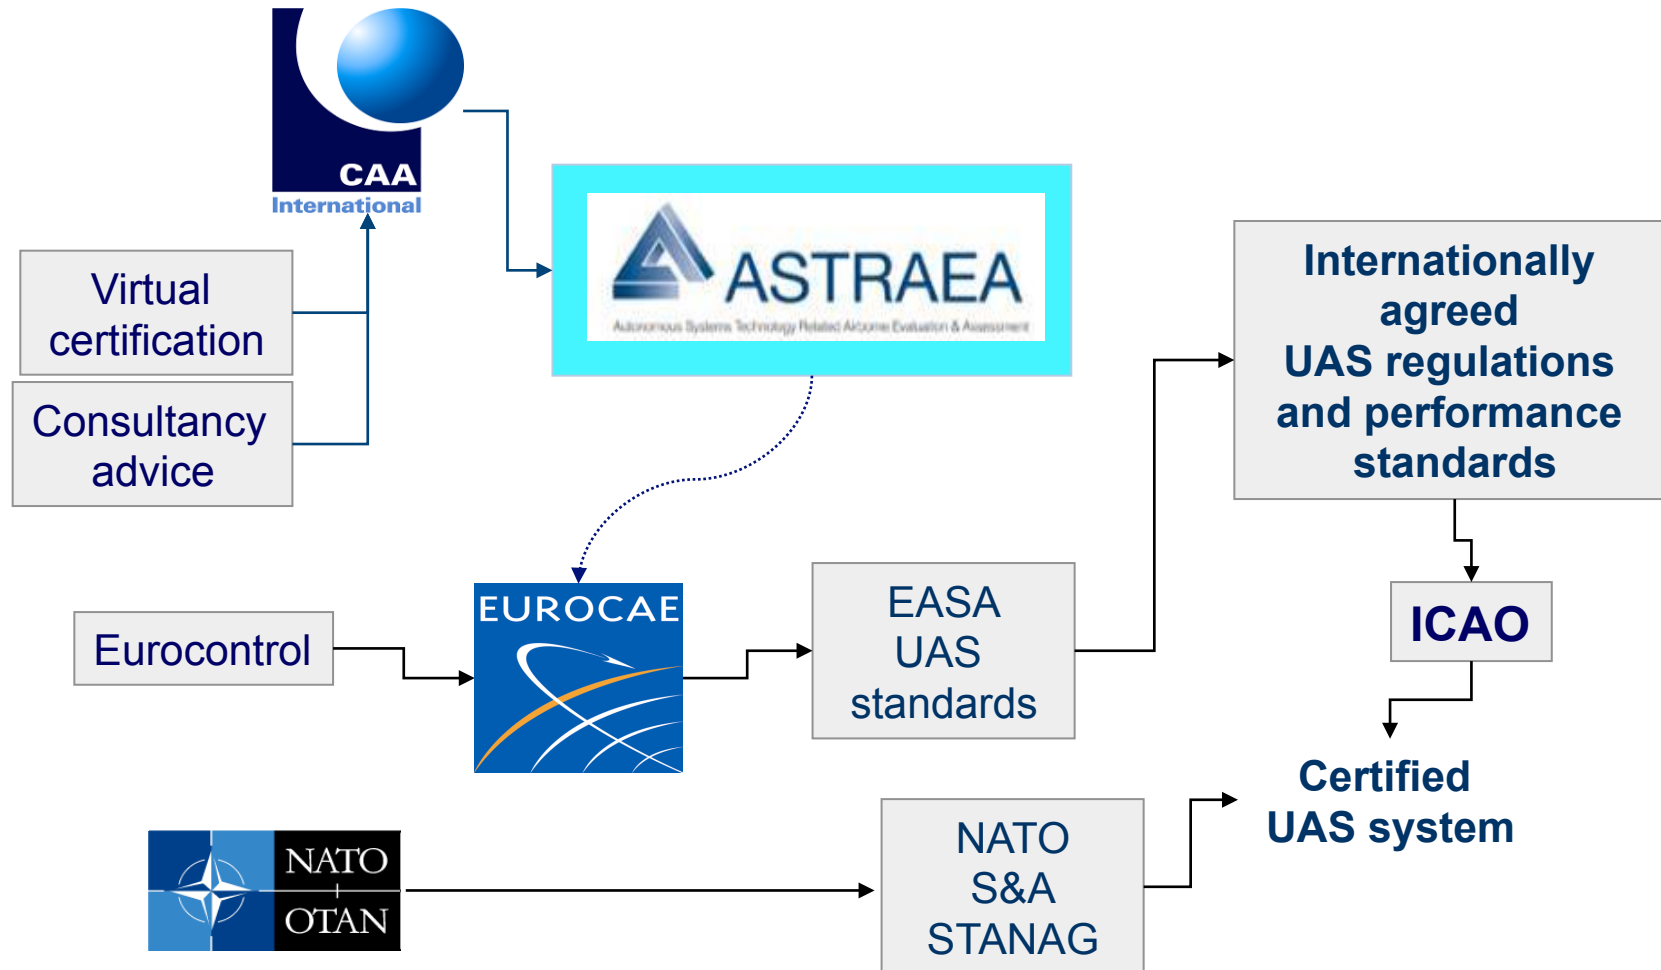 CAA
International
Virtual
certification
Consultancy
advice
ASTRAEA
Autonomous Systems Technology Related Airborne Evaluation & Assessment
Internationally
agreed
UAS regulations
and performance
standards
Eurocontrol
EUROCAE
EASA
UAS
standards
ICAO
Certified
UAS system
NATO
OTAN
NATO
S&A
STANAG